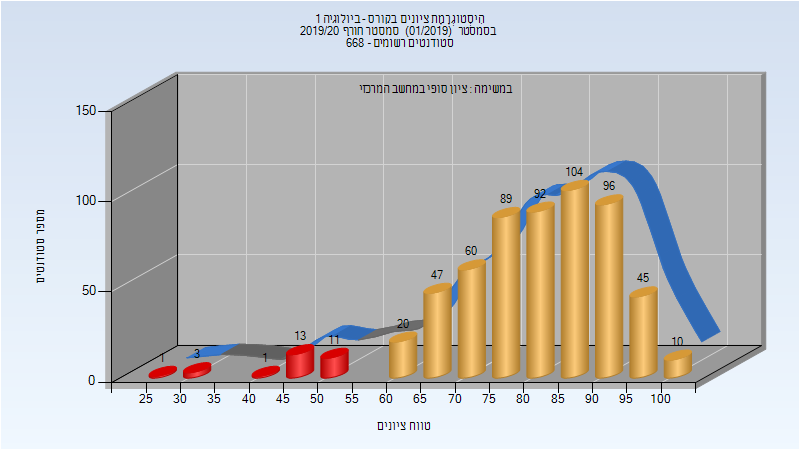 היסטוגרמת ציונים בקורס - ביולוגיה 1
בסמסטר (01/2019) סמסטר חורף 2019/20
סטודנטים רשומים - 668
במשימה : ציון סופי במחשב המרכזי
מספר סטודנטים
150
100
50
0
1
3
1
13
11
20
47
60
89
92
104
96
45
10
25 30 35 40 45 50 55 60 65 70 75 80 85 90 95 100
טווח ציונים